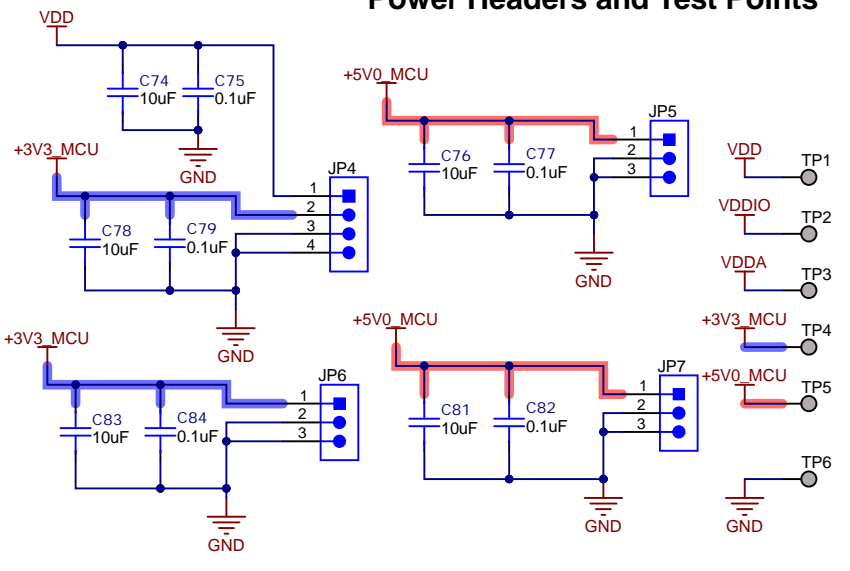 Power Headers and Test Points
VDD
C74
10uF
C75
0.1uF
GND
+3V3_MCU
C78
10uF
C79
0.1uF
JP4
1
2
3
4
GND
+5V0_MCU
C76
10uF
C77
0.1uF
JP5
1
2
3
GND
VDD
TP1
VDDIO
TP2
VDDA
TP3
+3V3_MCU
TP4
+5V0_MCU
TP5
TP6
GND
+3V3_MCU
C83
10uF
C84
0.1uF
JP6
1
2
3
GND
+5V0_MCU
C81
10uF
C82
0.1uF
JP7
1
2
3
GND